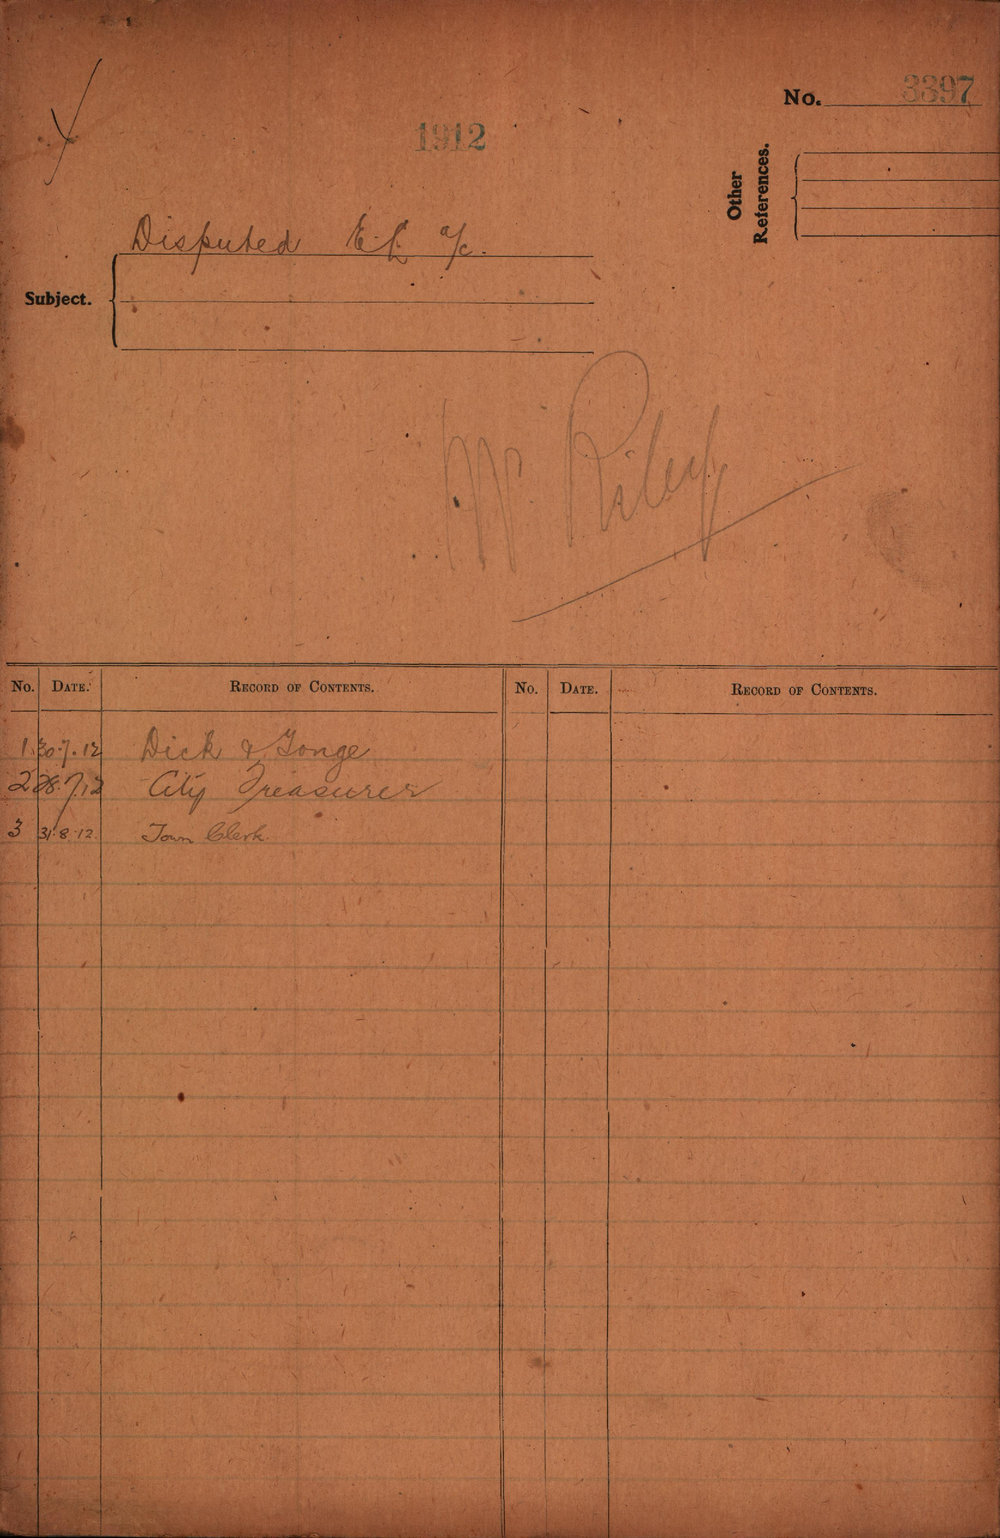 No. 3397
1912
Other
References.
Disputed E.L. a/c.
Subject.
Mr Riley
No. DATE. RECORD OF CONTENTS. No. DATE. RECORD OF CONTENTS.
1 30.7.12 Dick & Tonge
2 28.7.12 City Treasurer
3 31.8.12. Town Clerk